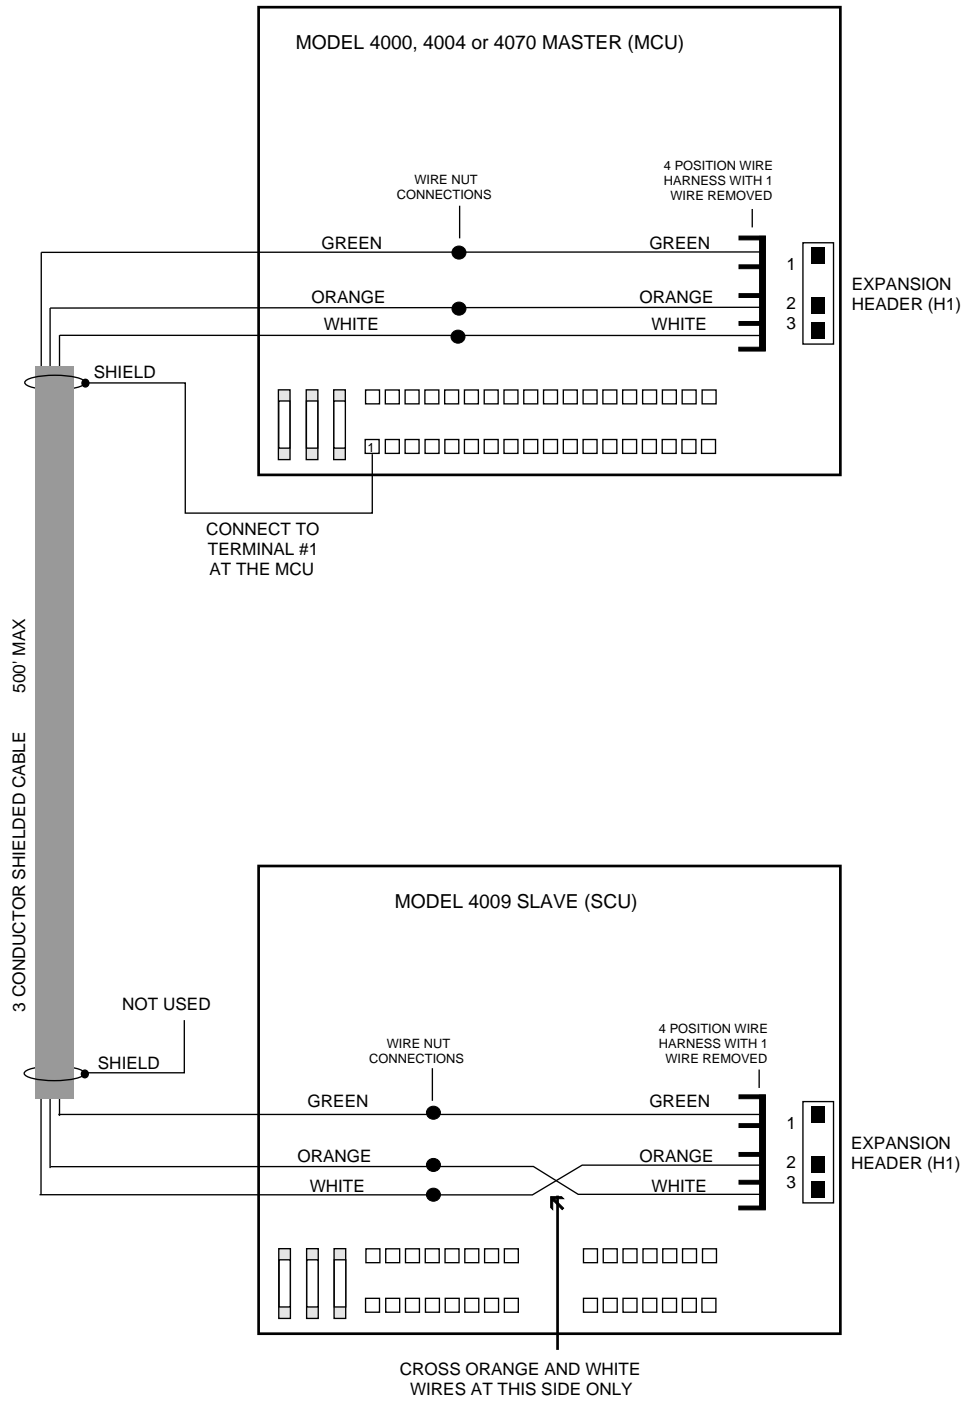 MODEL 4000, 4004 or 4070 MASTER (MCU)
WIRE NUT
CONNECTIONS
4 POSITION WIRE
HARNESS WITH 1
WIRE REMOVED
GREEN
GREEN
1
ORANGE
ORANGE
2
WHITE
WHITE
3
EXPANSION
HEADER (H1)
SHIELD
1
CONNECT TO
TERMINAL #1
AT THE MCU
3 CONDUCTOR SHIELDED CABLE 500' MAX
MODEL 4009 SLAVE (SCU)
NOT USED
SHIELD
WIRE NUT
CONNECTIONS
4 POSITION WIRE
HARNESS WITH 1
WIRE REMOVED
GREEN
GREEN
1
ORANGE
ORANGE
2
WHITE
WHITE
3
EXPANSION
HEADER (H1)
CROSS ORANGE AND WHITE
WIRES AT THIS SIDE ONLY